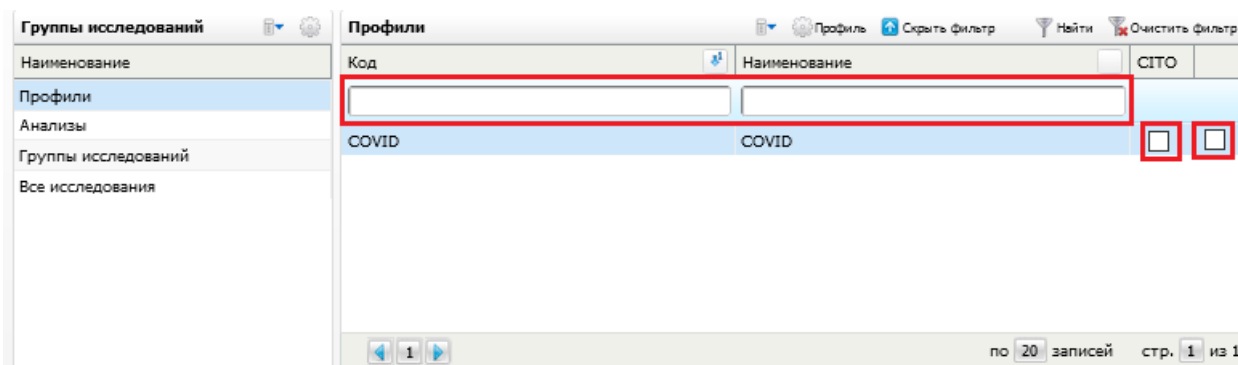 Группы исследований
Профили
Профиль
Скрыть фильтр
Найти
Очистить фильтр
Наименование
Код
Наименование
CITO
Профили
Анализы
COVID
COVID
Группы исследований
Все исследования
1
по 20 записей стр. 1 из 1